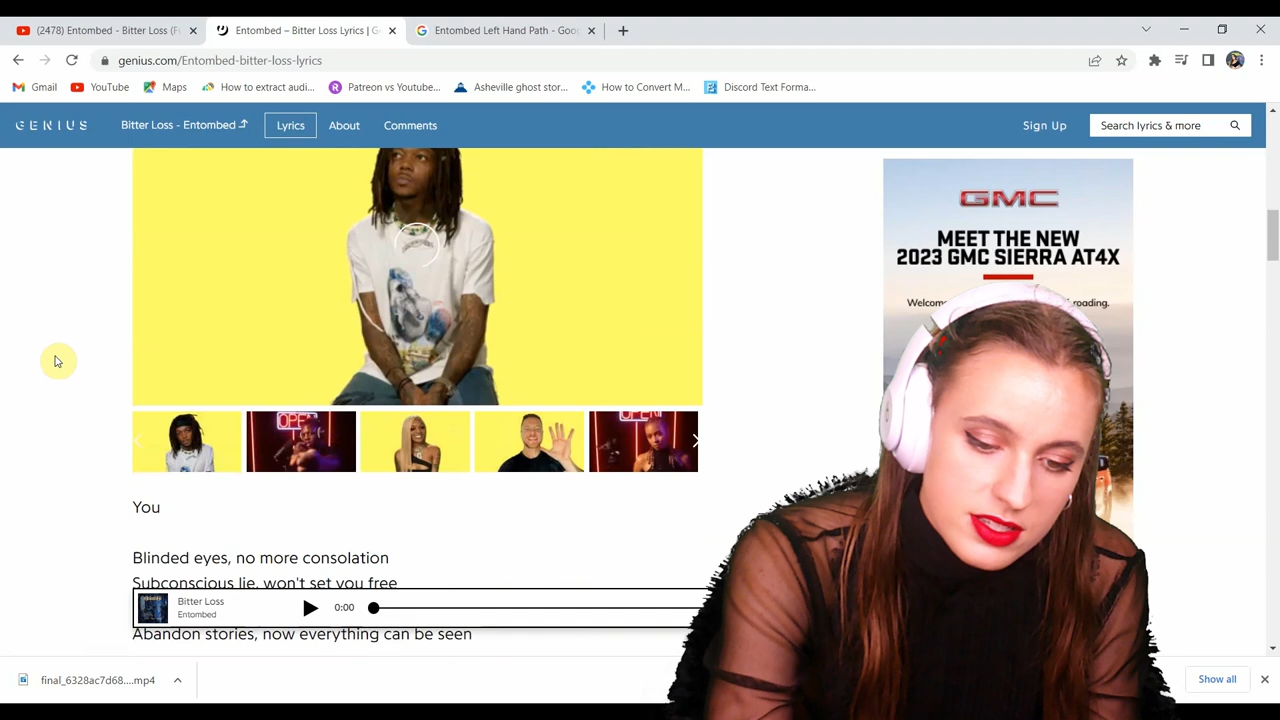 (2478) Entombed - Bitter Loss (F
Entombed – Bitter Loss Lyrics | G
Entombed Left Hand Path - Goo
genius.com/Entombed-bitter-loss-lyrics
Gmail
YouTube
Maps
How to extract audi...
Patreon vs Youtube...
Asheville ghost stor...
How to Convert M...
Discord Text Forma...
GENIUS
Bitter Loss - Entombed
Lyrics
About
Comments
Sign Up
Search lyrics & more
GMC
MEET THE NEW
2023 GMC SIERRA AT4X
OPEN
OPEN
You
Blinded eyes, no more consolation
Subconscious lie, won't set you free
Bitter Loss
Entombed
0:00
Abandon stories, now everything can be seen
final_6328ac7d68....mp4
Show all